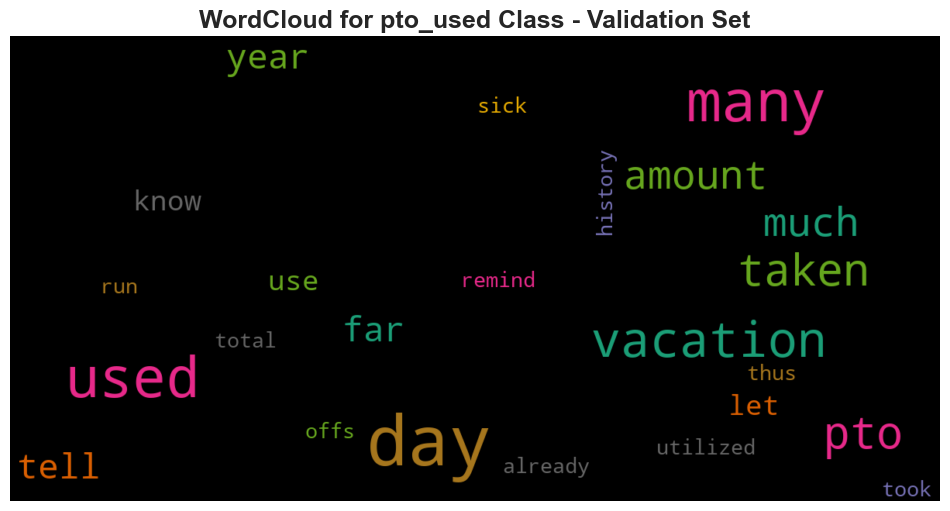 WordCloud for pto_used Class - Validation Set
year
sick
many
history
amount
know
much
run
use
remind
taken
far
total
vacation
used
thus
let
offs
day
pto
utilized
tell
already
took